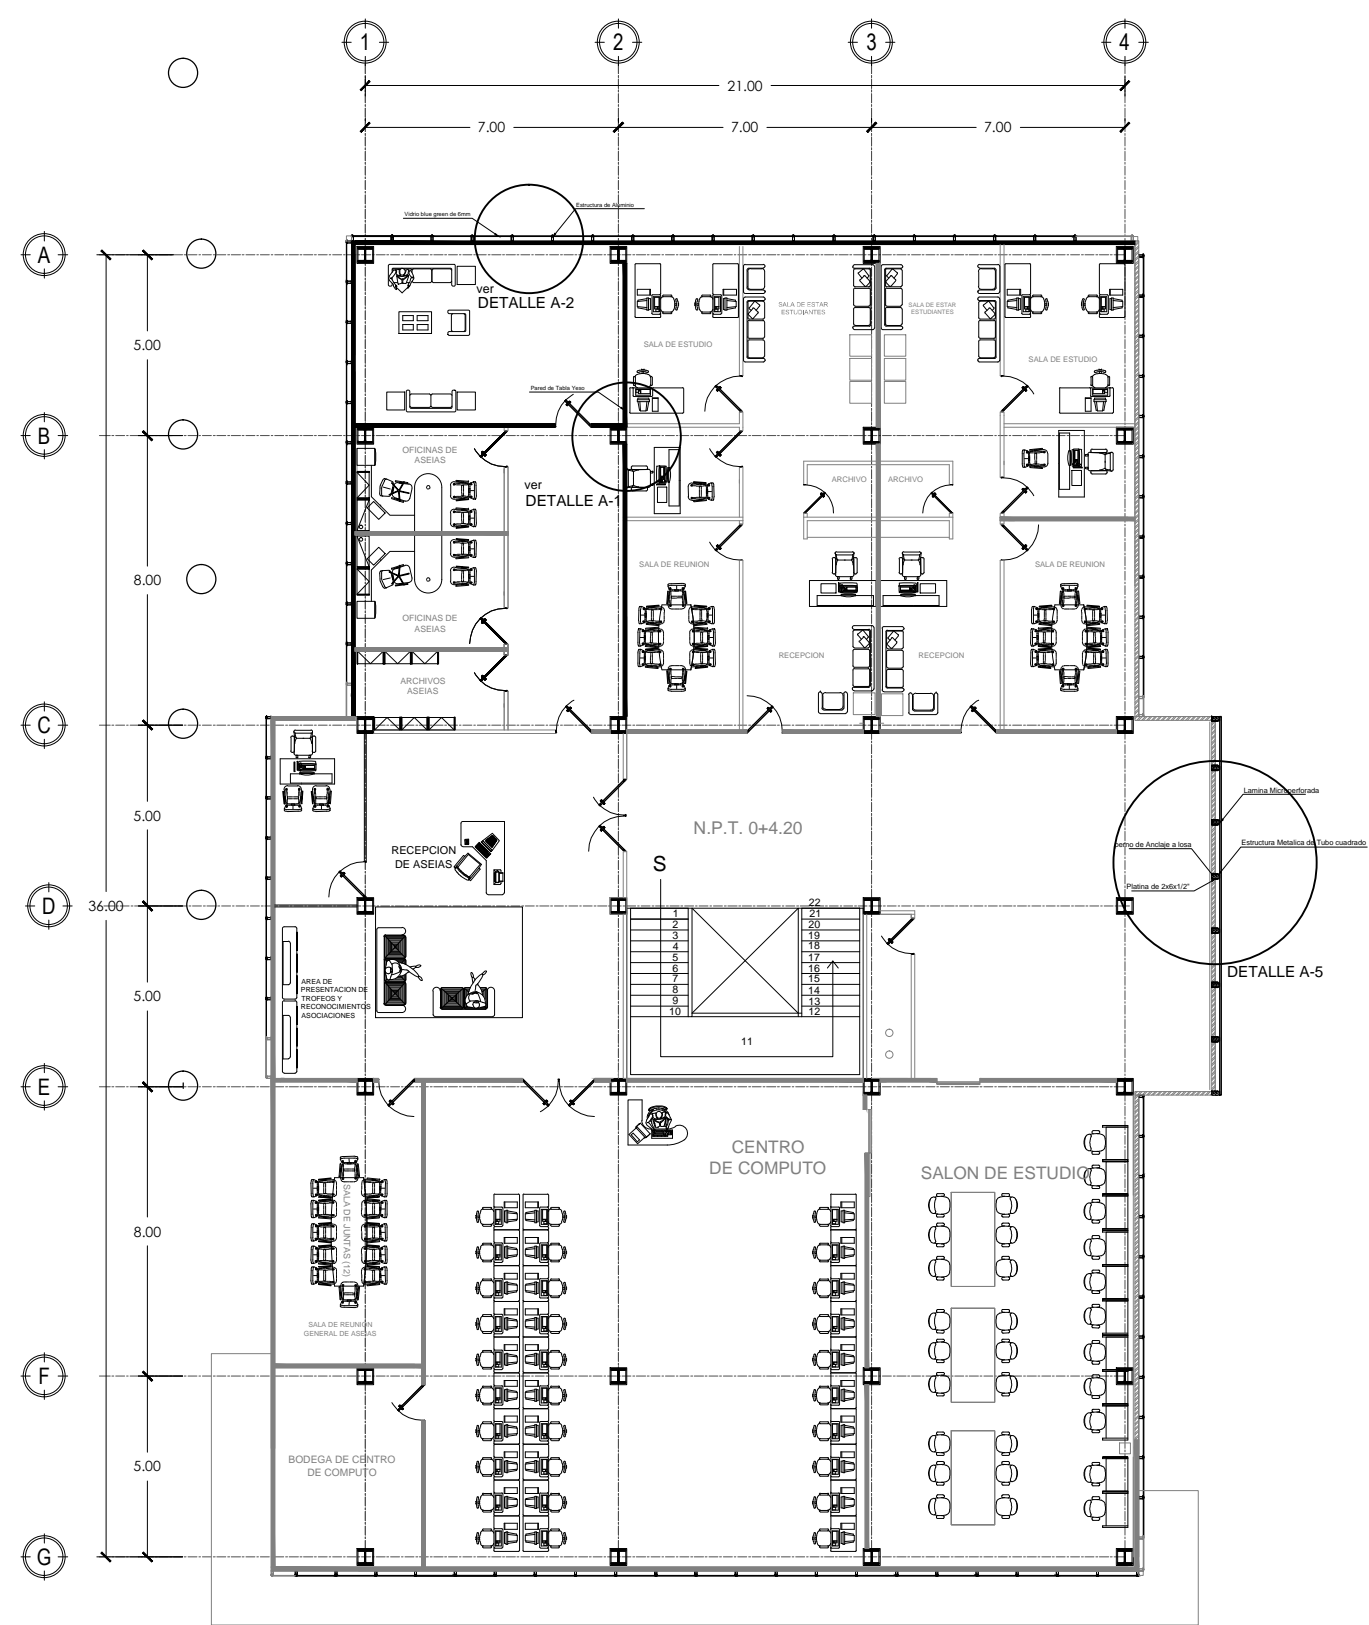 1
2
3
4
21.00
7.00
7.00
7.00
Vidrio blue green de 6mm
Estructura de Aluminio
A
ver
DETALLE A-2
SALA DE ESTAR
ESTUDIANTES
SALA DE ESTAR
ESTUDIANTES
5.00
SALA DE ESTUDIO
SALA DE ESTUDIO
Pared de Tabla Yeso
B
OFICINAS DE
ASEIAS
ver
DETALLE A-1
ARCHIVO
ARCHIVO
8.00
SALA DE REUNION
SALA DE REUNION
OFICINAS DE
ASEIAS
RECEPCION
RECEPCION
ARCHIVOS
ASEIAS
C
Lamina Microperforada
5.00
N.P.T. 0+4.20
RECEPCION
DE ASEIAS
perno de Anclaje a losa
Estructura Metalica de Tubo cuadrado
S
Platina de 2x6x1/2"
D
36.00
22
1
21
2
20
3
19
4
18
5
17
6
16
7
15
8
14
9
13
10
12
11
DETALLE A-5
AREA DE
PRESENTACION DE
TROFEOS Y
RECONOCIMIENTOS
ASOCIACIONES
5.00
E
CENTRO
DE COMPUTO
SALON DE ESTUDIO
SALA DE JUNTAS (12)
8.00
SALA DE REUNION
GENERAL DE ASEIAS
F
BODEGA DE CENTRO
DE COMPUTO
5.00
G